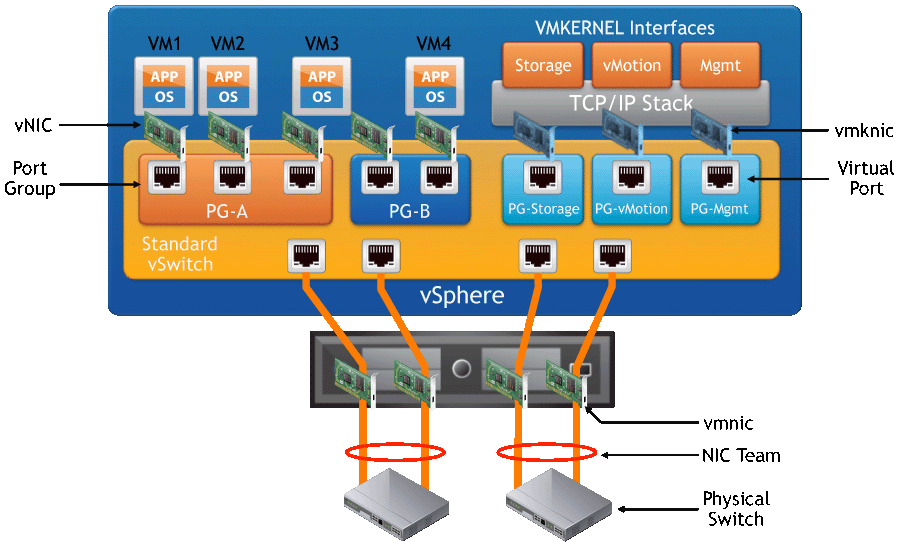 VMKERNEL Interfaces
VM1
VM2
VM3
VM4
Storage
vMotion
Mgmt
APP
OS
APP
OS
APP
OS
APP
OS
TCP/IP Stack
vNIC
vmknic
Port
Group
Virtual
Port
PG-A
PG-B
PG-Storage
PG-vMotion
PG-Mgmt
Standard
vSwitch
vSphere
vmnic
NIC Team
Physical
Switch